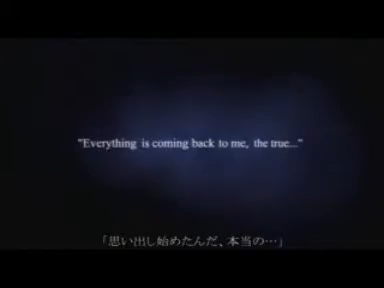 "Everything is coming back to me, the true..."
「思い出し始めたんだ、本当の…」